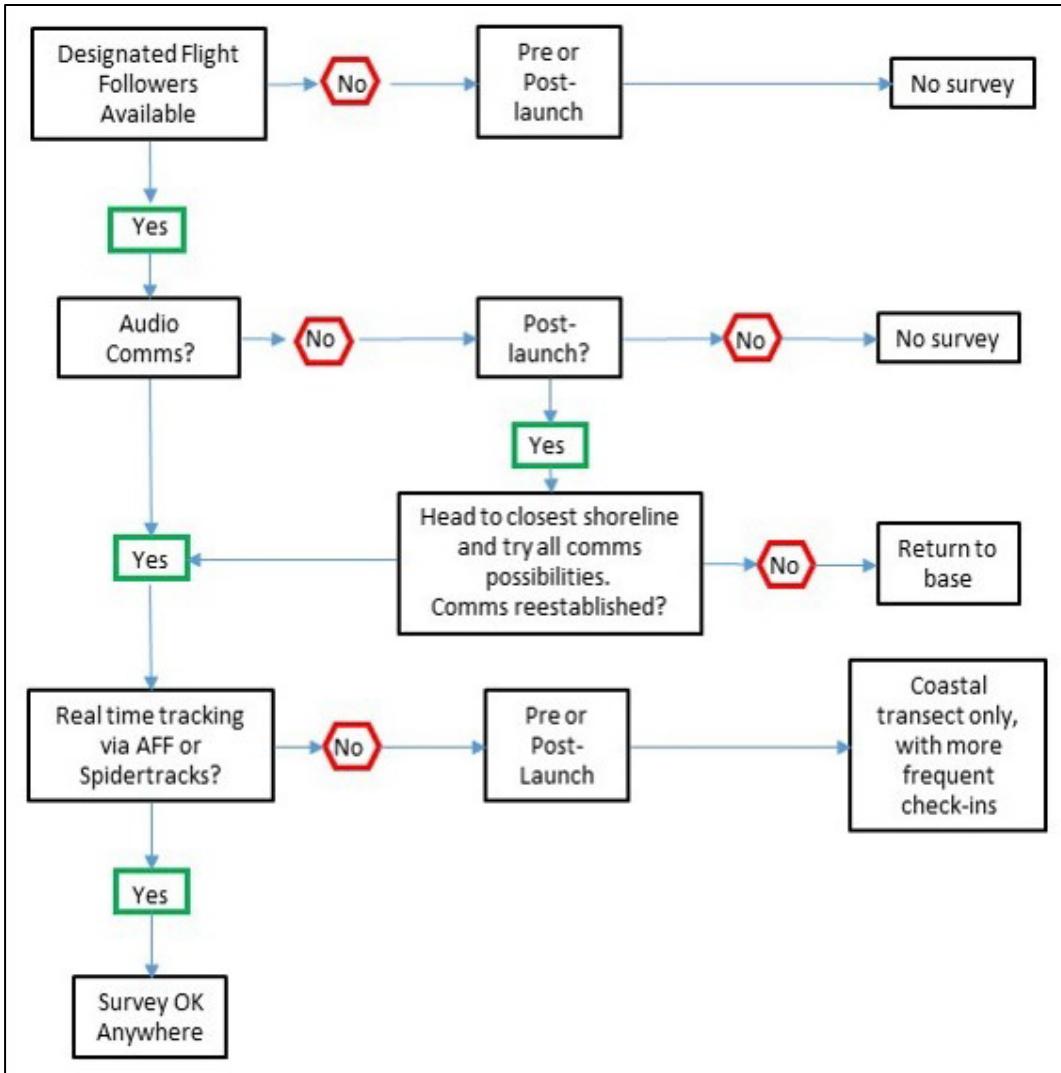 Designated Flight
Followers
Available
No
Pre or
Post-
launch
No survey
Yes
Audio
Comms?
No
Post-
launch?
No
No survey
Yes
Head to closest shoreline
and try all comms
possibilities.
Comms reestablished?
Yes
No
Return to
base
Real time tracking
via AFF or
Spidertracks?
No
Pre or
Post-
Launch
Coastal
transect only,
with more
frequent
check-ins
Yes
Survey OK
Anywhere